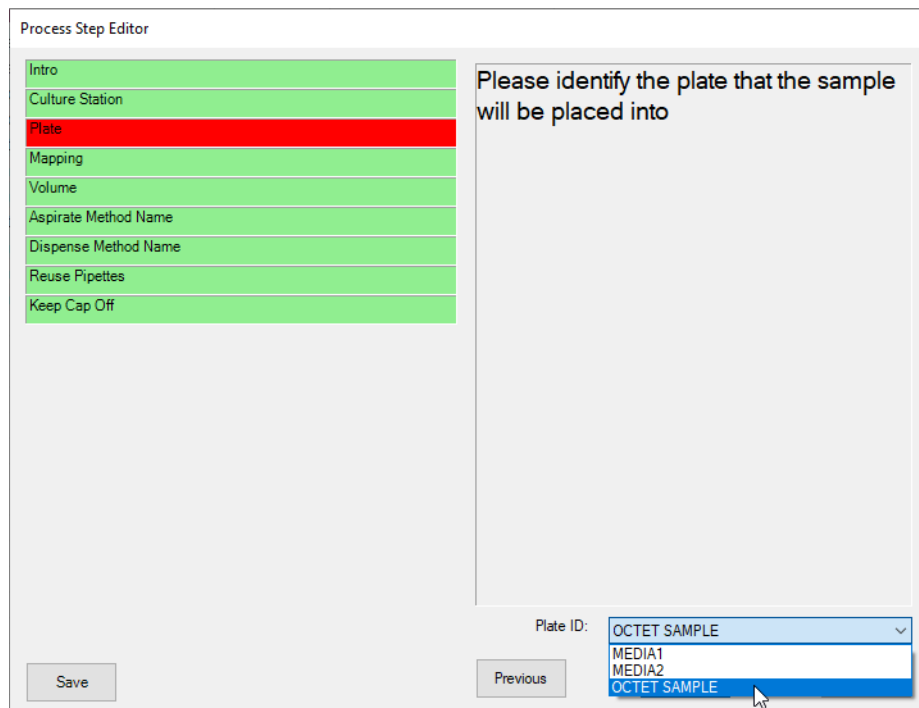 Process Step Editor
Intro
Culture Station
Plate
Mapping
Volume
Aspirate Method Name
Dispense Method Name
Reuse Pipettes
Keep Cap Off
Please identify the plate that the sample
will be placed into
Plate ID:
OCTET SAMPLE
MEDIA1
MEDIA2
OCTET SAMPLE
Save
Previous